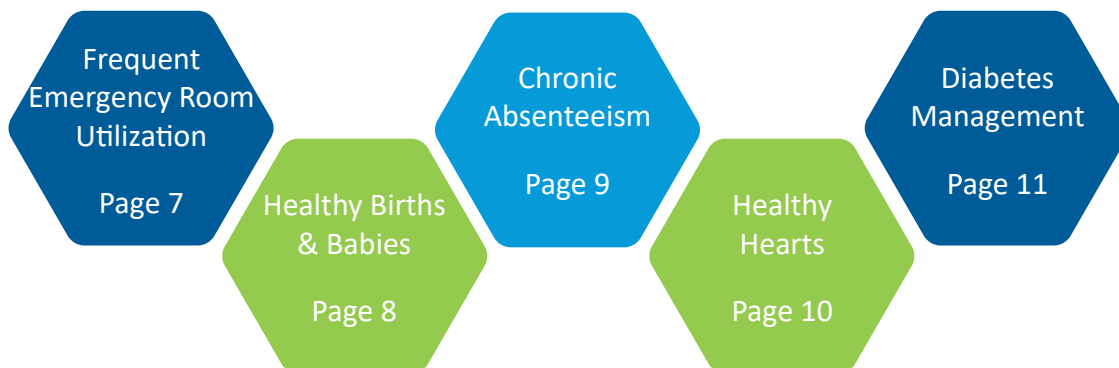 Frequent
Emergency Room
Utilization
Page 7
Healthy Births
& Babies
Page 8
Chronic
Absenteeism
Page 9
Healthy
Hearts
Page 10
Diabetes
Management
Page 11